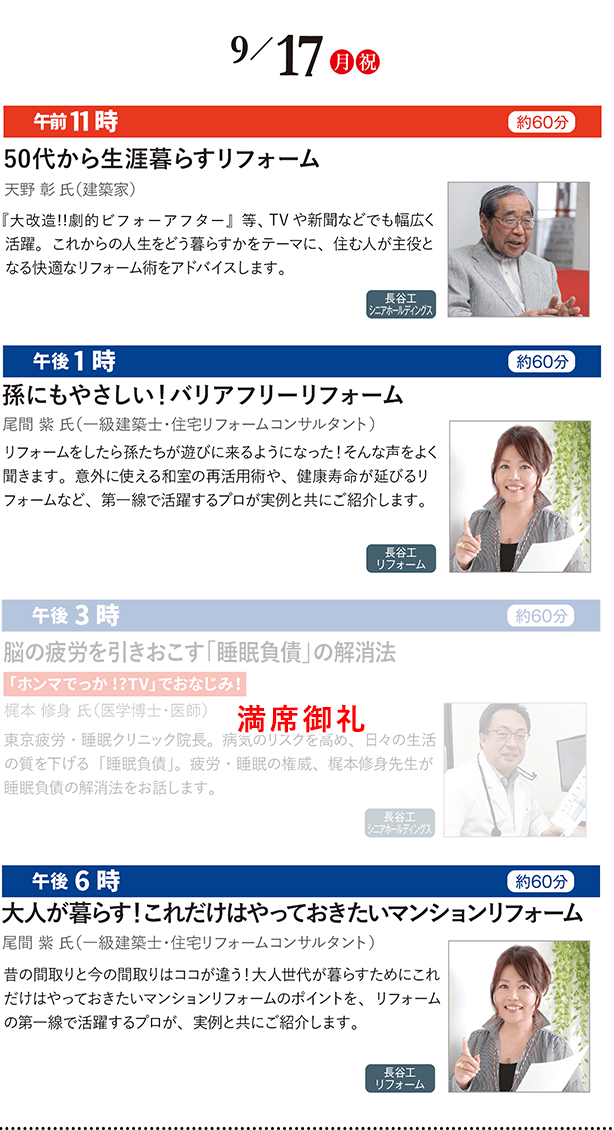 9/17 月 祝
午前11時 約60分
50代から生涯暮らすリフォーム
天野 彰 氏（建築家）
『大改造!!劇的ビフォーアフター』等、TVや新聞などでも幅広く
活躍。これからの人生をどう暮らすかをテーマに、住む人が主役と
なる快適なリフォーム術をアドバイスします。
長谷工
シニアホールディングス
午後1時 約60分
孫にもやさしい！バリアフリーリフォーム
尾間 紫 氏（一級建築士・住宅リフォームコンサルタント）
リフォームをしたら孫たちが遊びに来るようになった！そんな声をよく
聞きます。意外に使える和室の再活用術や、健康寿命が延びるリ
フォームなど、第一線で活躍するプロが実例と共にご紹介します。
長谷工
リフォーム
午後3時 約60分
脳の疲労を引きおこす「睡眠負債」の解消法
「ホンマでっか!?TV」でおなじみ！
梶本 修身 氏（医学博士・医師）
満席御礼
東京疲労・睡眠クリニック院長。病気のリスクを高め、日々の生活
の質を下げる「睡眠負債」。疲労・睡眠の権威、梶本修身先生が
睡眠負債の解消法をお話します。
長谷工
シニアホールディングス
午後6時 約60分
大人が暮らす！これだけはやっておきたいマンションリフォーム
尾間 紫 氏（一級建築士・住宅リフォームコンサルタント）
昔の間取りと今の間取りはココが違う！大人世代が暮らすためにこれ
だけはやっておきたいマンションリフォームのポイントを、リフォーム
の第一線で活躍するプロが、実例と共にご紹介します。
長谷工
リフォーム